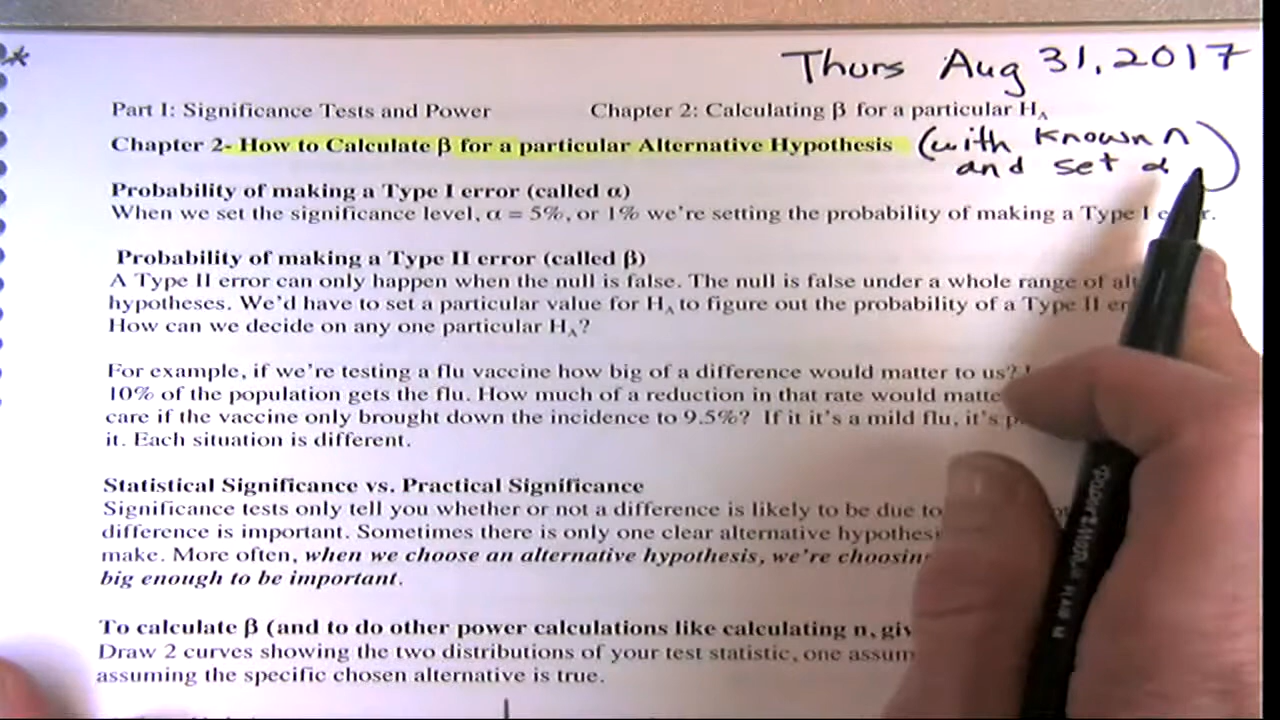 *
Thurs Aug 31, 2017
Part I: Significance Tests and Power Chapter 2: Calculating β for a particular H_A
Chapter 2- How to Calculate β for a particular Alternative Hypothesis (with known n
and set α)
Probability of making a Type I error (called α)
When we set the significance level, α = 5%, or 1% we're setting the probability of making a Type I
Probability of making a Type II error (called β)
A Type II error can only happen when the null is false. The null is false under a whole range of
hypotheses. We'd have to set a particular value for H_A to figure out the probability of a Type II
How can we decide on any one particular H_A?
For example, if we're testing a flu vaccine how big of a difference would matter to us?
10% of the population gets the flu. How much of a reduction in that rate would
care if the vaccine only brought down the incidence to 9.5%? If it it's a mild flu, it's
it. Each situation is different.
Statistical Significance vs. Practical Significance
Significance tests only tell you whether or not a difference is likely to be due to
difference is important. Sometimes there is only one clear alternative
make. More often, when we choose an alternative hypothesis, we're
big enough to be important.
To calculate β (and to do other power calculations like calculating n,
Draw 2 curves showing the two distributions of your test statistic, one
assuming the specific chosen alternative is true.